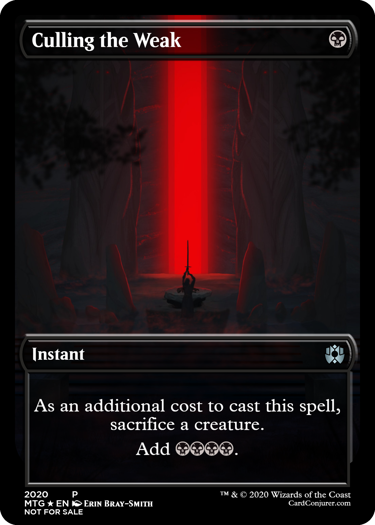 Culling the Weak
Instant
As an additional cost to cast this spell,
sacrifice a creature.
Add .
2020 P
MTG ★ EN Erin Bray-Smith
NOT FOR SALE
™ & © 2020 Wizards of the Coast
CardConjurer.com